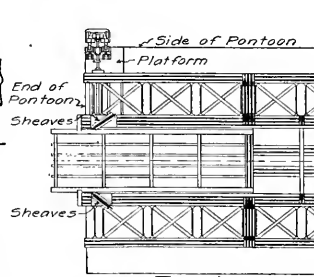 Side of Pontoon
Platform
End of
Pontoon
Sheaves
Sheaves